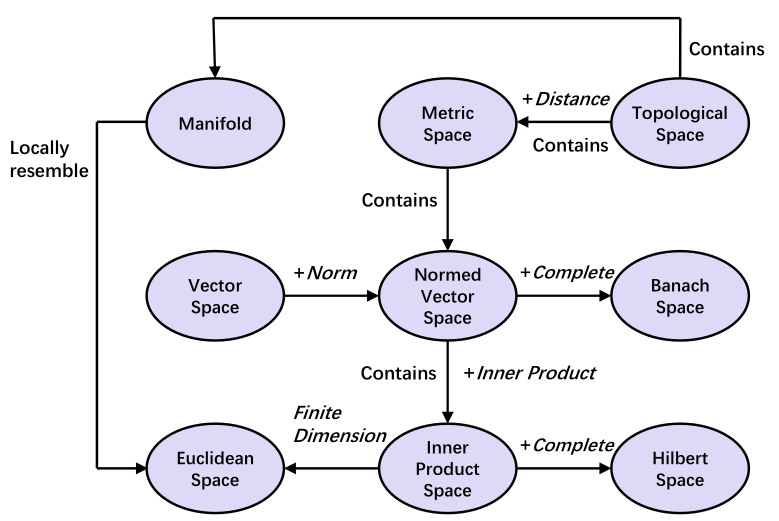 Contains
Manifold
Metric
Space
+Distance
Contains
Topological
Space
Locally
resemble
Contains
Vector
Space
+Norm
Normed
Vector
Space
+Complete
Banach
Space
Contains
+Inner Product
Finite
Dimension
Euclidean
Space
Inner
Product
Space
+Complete
Hilbert
Space